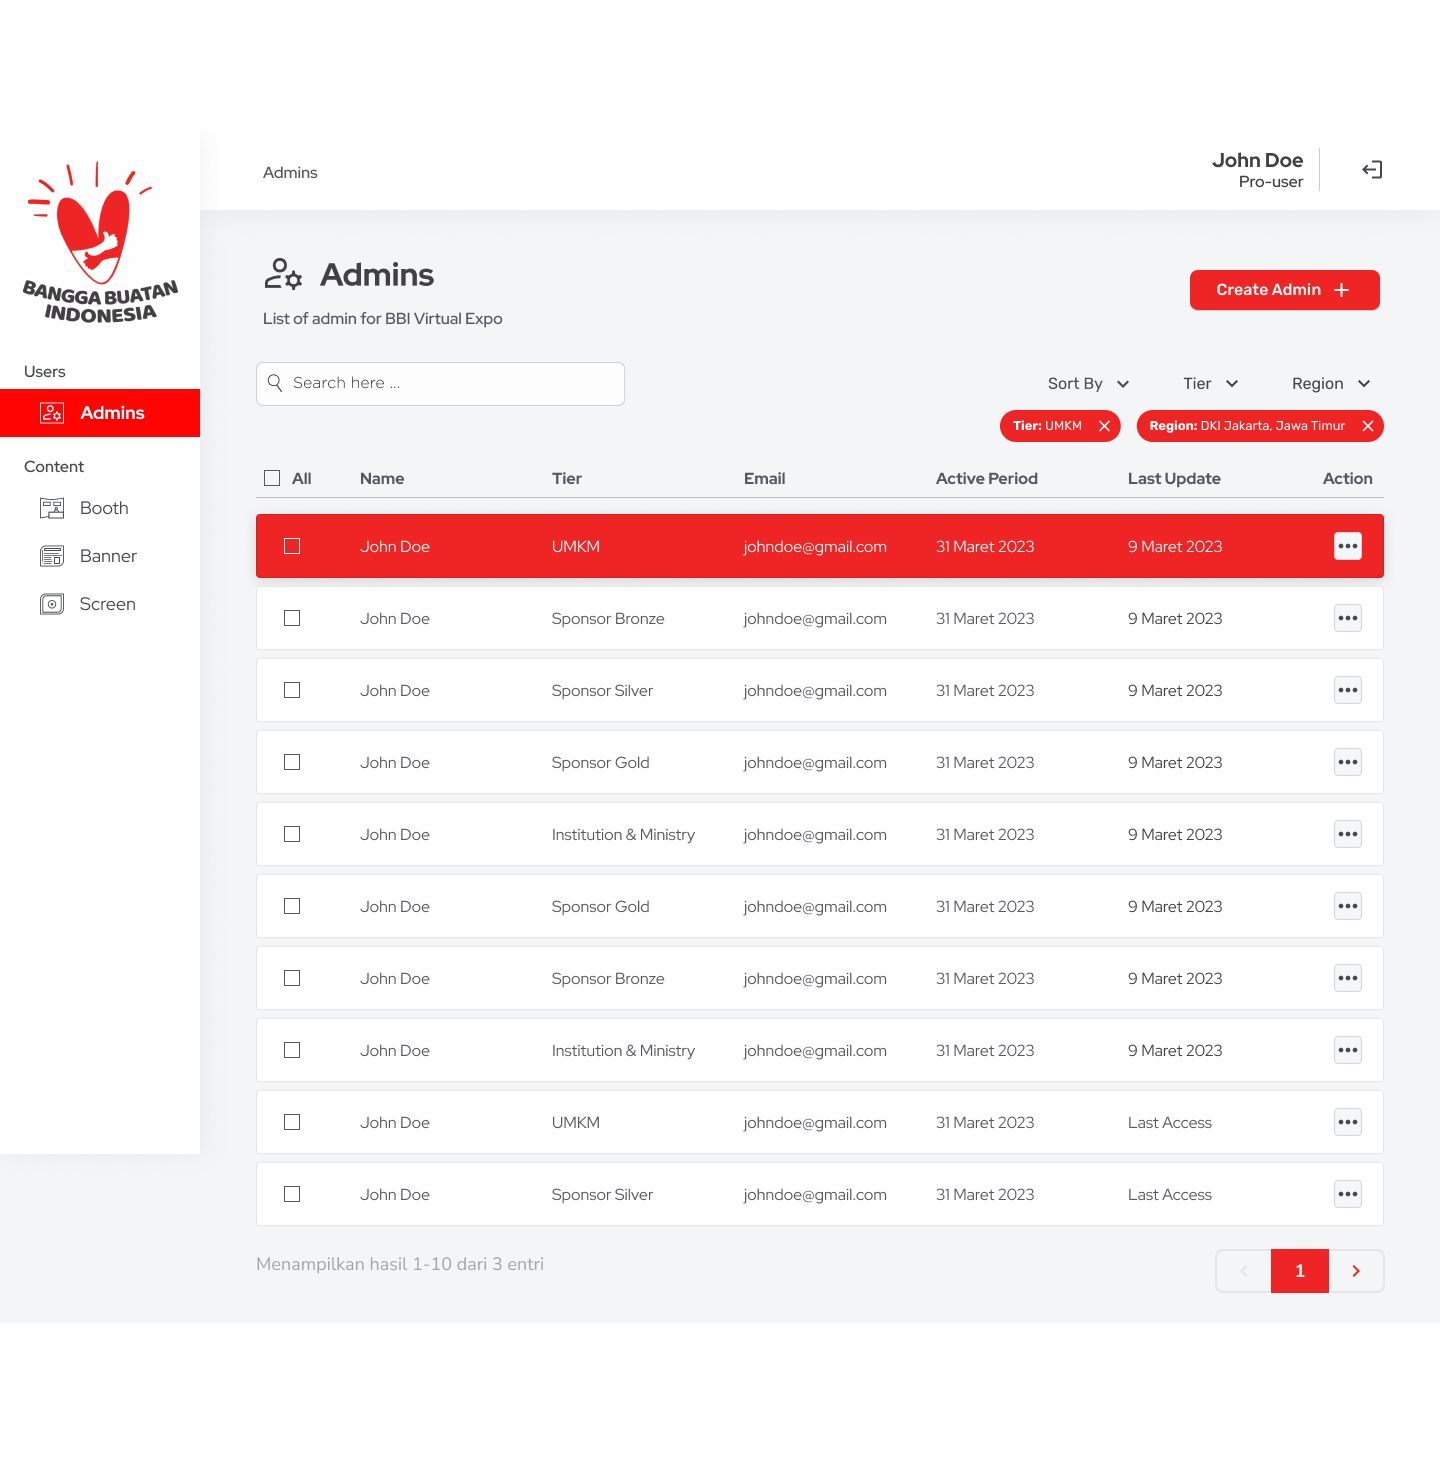 BANGGA BUATAN
INDONESIA
Users
Admins
Content
Booth
Banner
Screen
Admins
John Doe
Pro-user
Admins
List of admin for BBI Virtual Expo
Create Admin
Search here ...
Sort By Tier Region
Tier: UMKM Region: DKI Jakarta, Jawa Timur
All Name Tier Email Active Period Last Update Action
John Doe UMKM johndoe@gmail.com 31 Maret 2023 9 Maret 2023
John Doe Sponsor Bronze johndoe@gmail.com 31 Maret 2023 9 Maret 2023
John Doe Sponsor Silver johndoe@gmail.com 31 Maret 2023 9 Maret 2023
John Doe Sponsor Gold johndoe@gmail.com 31 Maret 2023 9 Maret 2023
John Doe Institution & Ministry johndoe@gmail.com 31 Maret 2023 9 Maret 2023
John Doe Sponsor Gold johndoe@gmail.com 31 Maret 2023 9 Maret 2023
John Doe Sponsor Bronze johndoe@gmail.com 31 Maret 2023 9 Maret 2023
John Doe Institution & Ministry johndoe@gmail.com 31 Maret 2023 9 Maret 2023
John Doe UMKM johndoe@gmail.com 31 Maret 2023 Last Access
John Doe Sponsor Silver johndoe@gmail.com 31 Maret 2023 Last Access
Menampilkan hasil 1-10 dari 3 entri
1